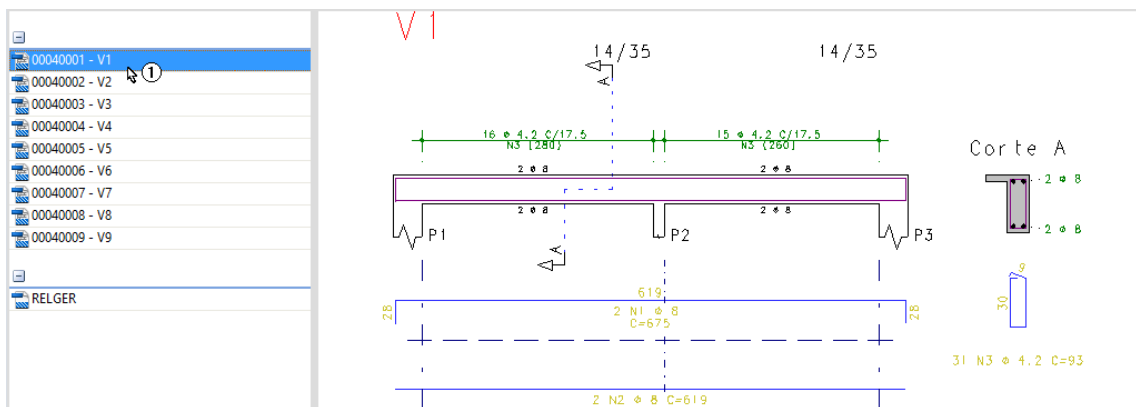 00040001 - V1
00040002 - V2
00040003 - V3
00040004 - V4
00040005 - V5
00040006 - V6
00040007 - V7
00040008 - V8
00040009 - V9
RELGER
1
V1
14/35 14/35
A
16 ø 4.2 C/17.5 15 ø 4.2 C/17.5
N3 [280] N3 [260]
2 ø 8 2 ø 8
2 ø 8 2 ø 8
P1 P2 P3
A
Corte A
2 ø 8
2 ø 8
619
28 28
2 N1 ø 8
C=675
9
30
31 N3 ø 4.2 C=93
2 N2 ø 8 C=619